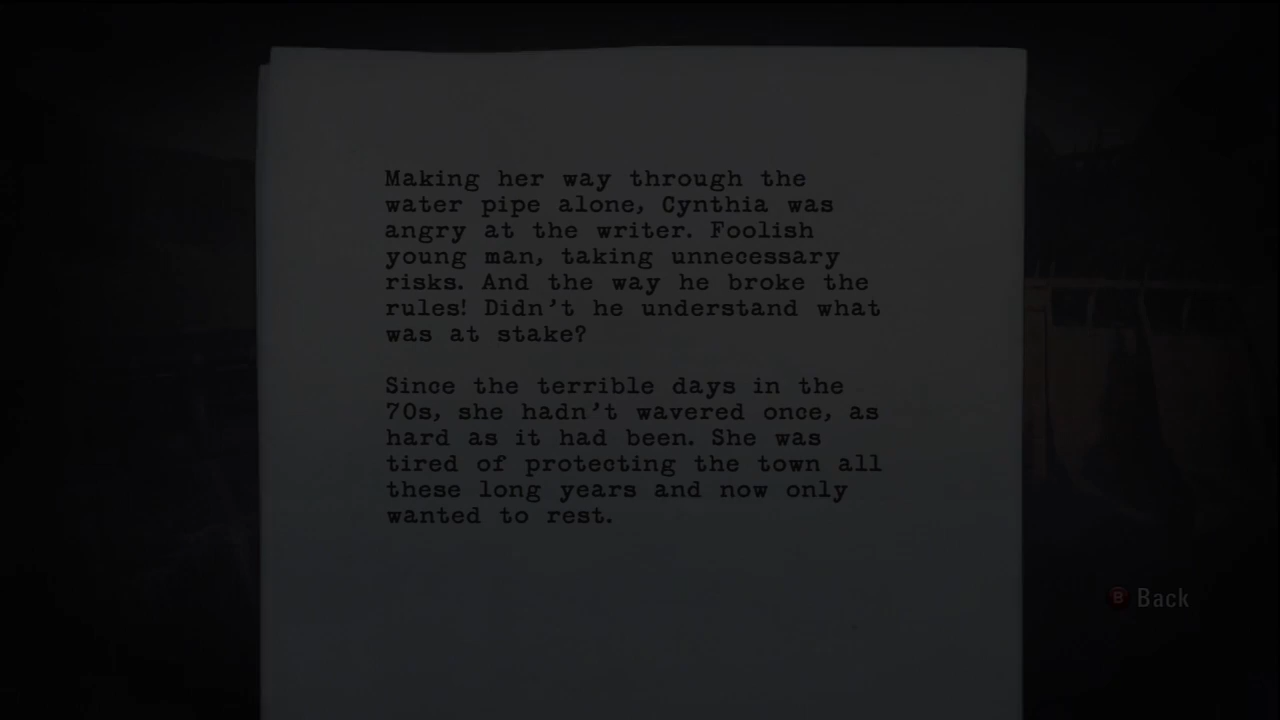 Making her way through the
water pipe alone, Cynthia was
angry at the writer. Foolish
young man, taking unnecessary
risks. And the way he broke the
rules! Didn't he understand what
was at stake?
Since the terrible days in the
70s, she hadn't wavered once, as
hard as it had been. She was
tired of protecting the town all
these long years and now only
wanted to rest.
B Back